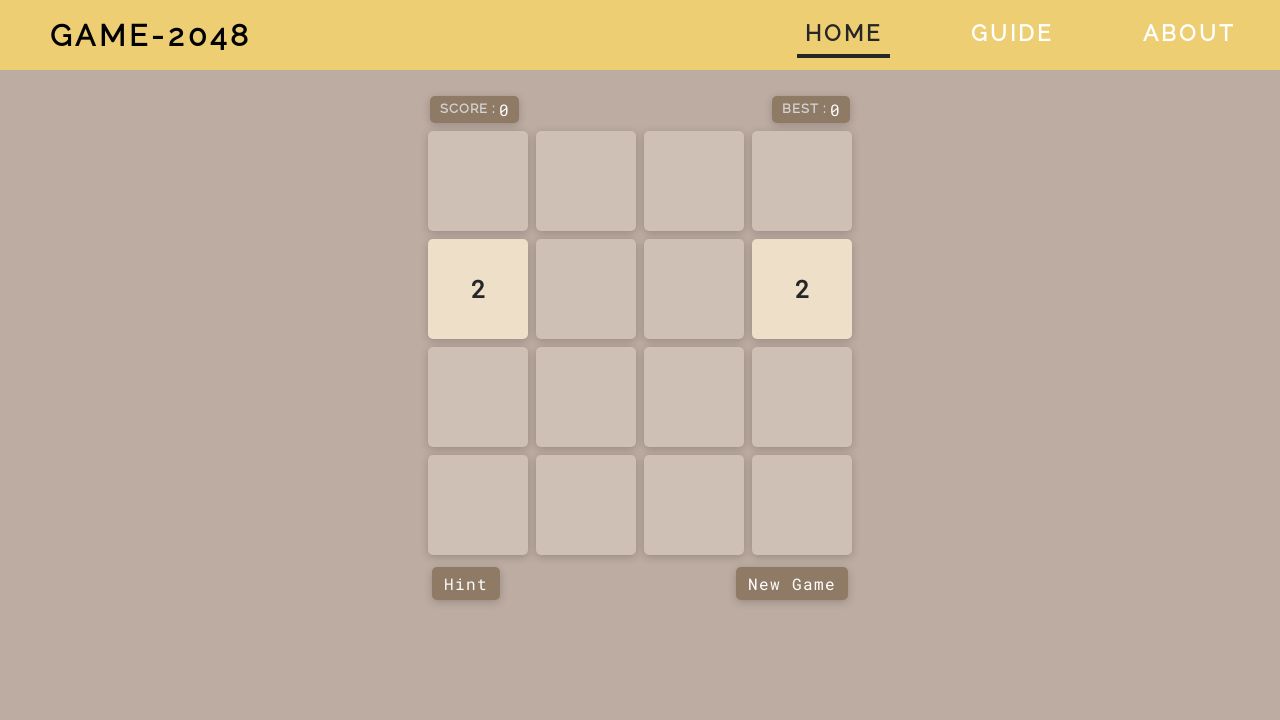 GAME-2048
HOME GUIDE ABOUT
SCORE : 0
BEST : 0
2 2
Hint
New Game